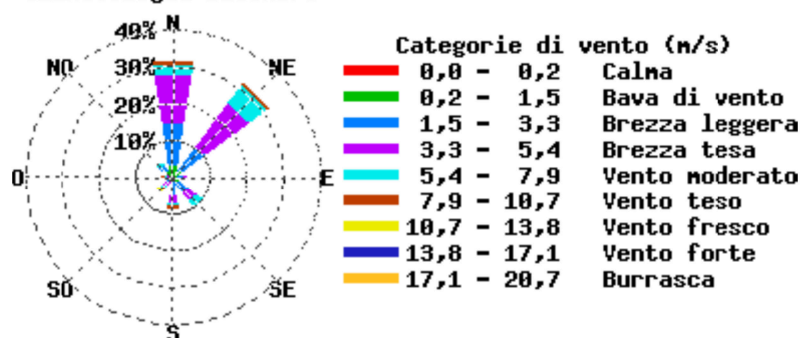 N
40%
30%
20%
10%
NO
NE
O
E
SO
SE
S
Categorie di vento (m/s)
0,0 - 0,2 Calma
0,2 - 1,5 Bava di vento
1,5 - 3,3 Brezza leggera
3,3 - 5,4 Brezza tesa
5,4 - 7,9 Vento moderato
7,9 - 10,7 Vento teso
10,7 - 13,8 Vento fresco
13,8 - 17,1 Vento forte
17,1 - 20,7 Burrasca